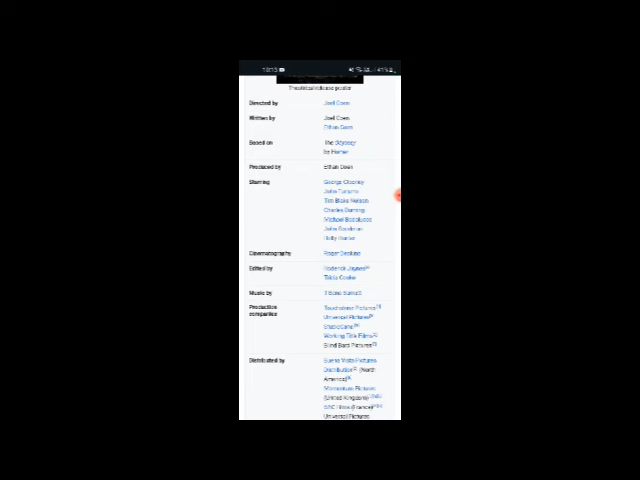 Theatrical release poster
Directed by Joel Coen
Written by Joel Coen
Ethan Coen
Based on The Odyssey
by Homer
Produced by Ethan Coen
Starring George Clooney
John Turturro
Tim Blake Nelson
Charles Durning
Michael Badalucco
John Goodman
Holly Hunter
Cinematography Roger Deakins
Edited by Roderick Jaynes
Tricia Cooke
Music by T Bone Burnett
Production companies Touchstone Pictures
Universal Pictures
StudioCanal
Working Title Films
Blind Bard Pictures
Distributed by Buena Vista Pictures
Distribution (North
America)
Momentum Pictures
(United Kingdom)
(France)
Universal Pictures